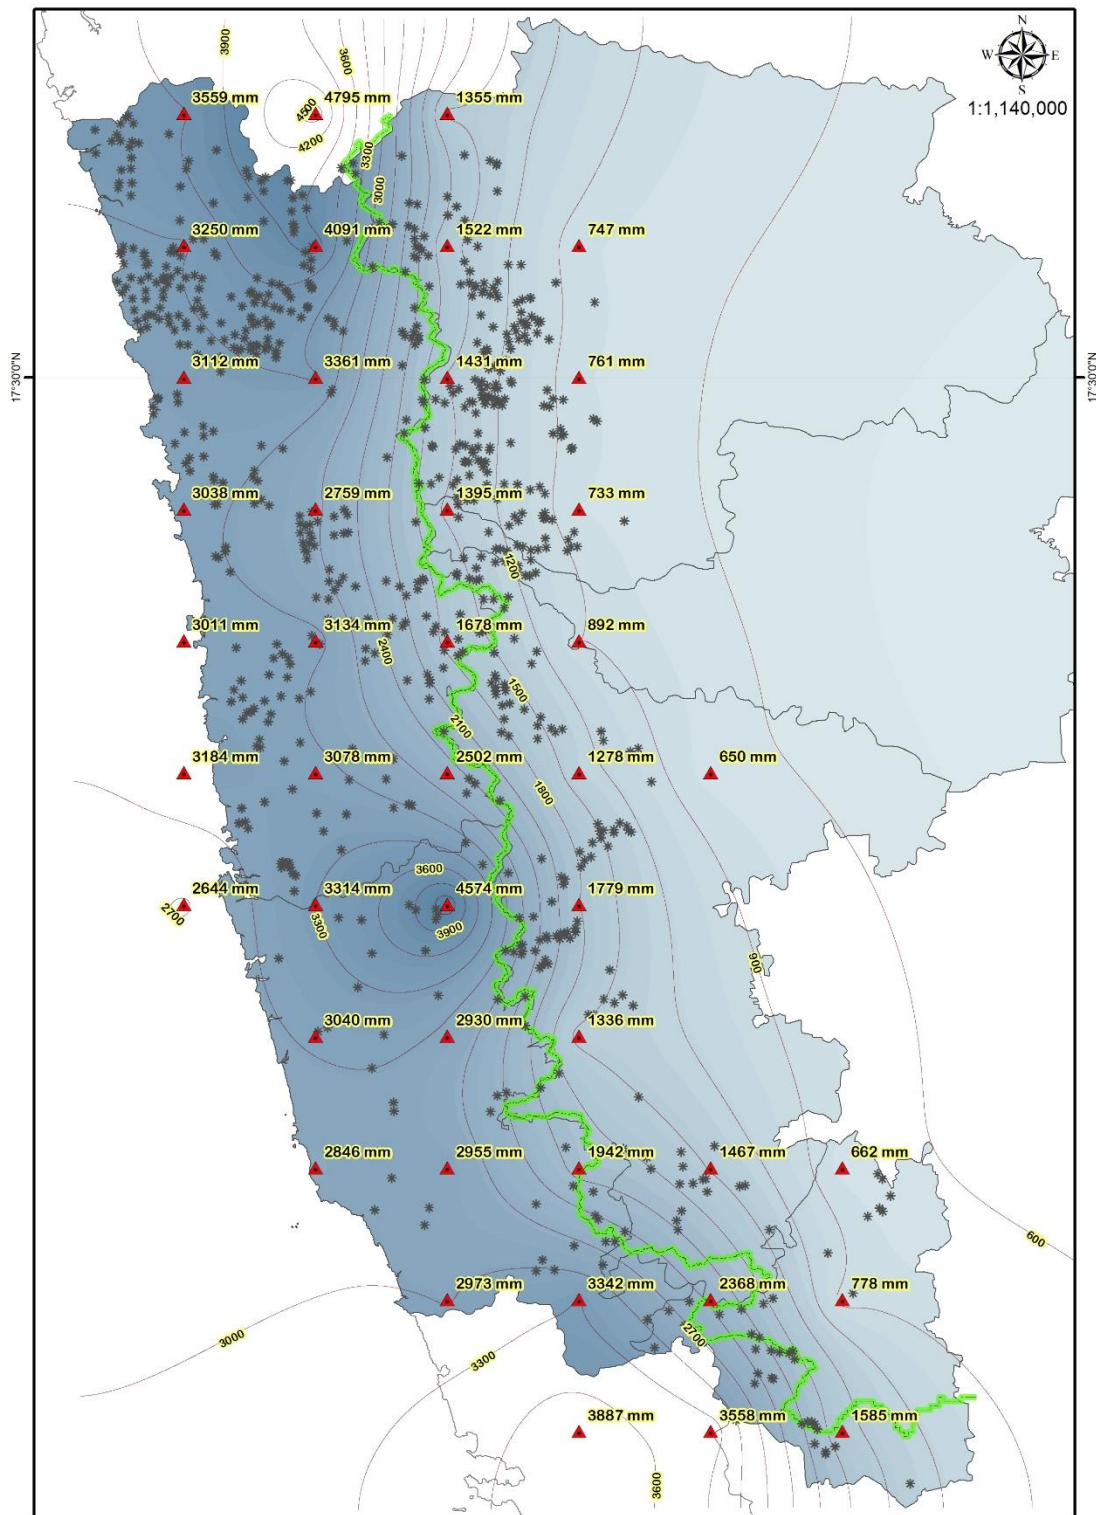 N
W E
S
1:1,140,000
3900
3600
3559 mm
4795 mm
1355 mm
4500
4200
3300
3000
3250 mm
4091 mm
1522 mm
747 mm
17°30'0"N
17°30'0"N
3112 mm
3361 mm
1431 mm
761 mm
3038 mm
2759 mm
1395 mm
733 mm
1200
3011 mm
3134 mm
1678 mm
892 mm
2400
1500
2100
3184 mm
3078 mm
2502 mm
1278 mm
650 mm
1800
3600
2644 mm
3314 mm
4574 mm
1779 mm
2700
3300
3900
900
3040 mm
2930 mm
1336 mm
2846 mm
2955 mm
1942 mm
1467 mm
662 mm
600
2973 mm
3342 mm
2368 mm
778 mm
3000
2700
3300
3887 mm
3558 mm
1585 mm
3600